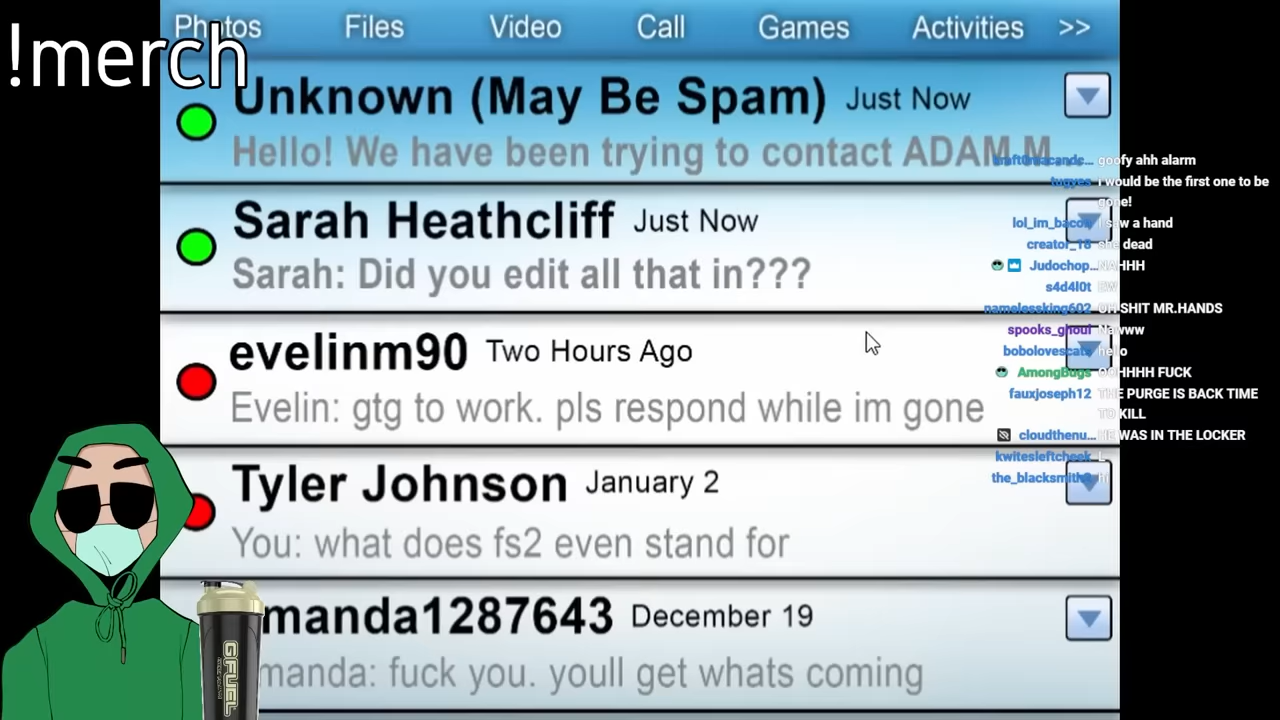 !merch
Photos Files Video Call Games Activities >>
Unknown (May Be Spam) Just Now
Hello! We have been trying to contact ADAM M...
Sarah Heathcliff Just Now
Sarah: Did you edit all that in???
evelinm90 Two Hours Ago
Evelin: gtg to work. pls respond while im gone
Tyler Johnson January 2
You: what does fs2 even stand for
manda1287643 December 19
manda: fuck you. youll get whats coming
goofy ahh alarm
tugyes I would be the first one to be
gone!
lol_im_bacon I saw a hand
creator_18 she dead
Judochop... NAHHH
s4d4l0t EW
namelessking602 OH SHIT MR.HANDS
spooks_ghoul Nawww
bobolovescats hello
AmongBugs OOHHHH FUCK
fauxjoseph12 THE PURGE IS BACK TIME
TO KILL
cloudthenu... HE WAS IN THE LOCKER
kwitesleftcheek L
the_blacksmith9 hi
GFUEL